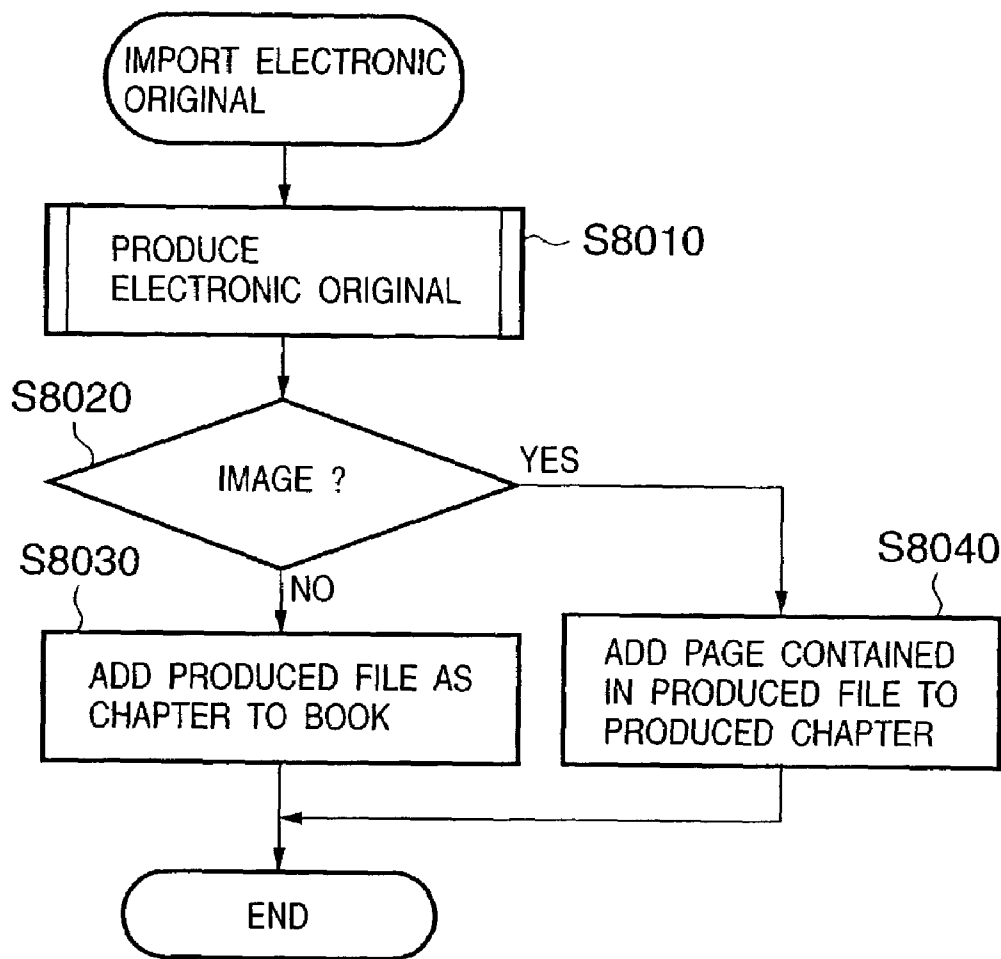 IMPORT ELECTRONIC
ORIGINAL
PRODUCE
ELECTRONIC ORIGINAL
S8010
S8020
IMAGE ?
YES
NO
S8030
ADD PRODUCED FILE AS
CHAPTER TO BOOK
S8040
ADD PAGE CONTAINED
IN PRODUCED FILE TO
PRODUCED CHAPTER
END